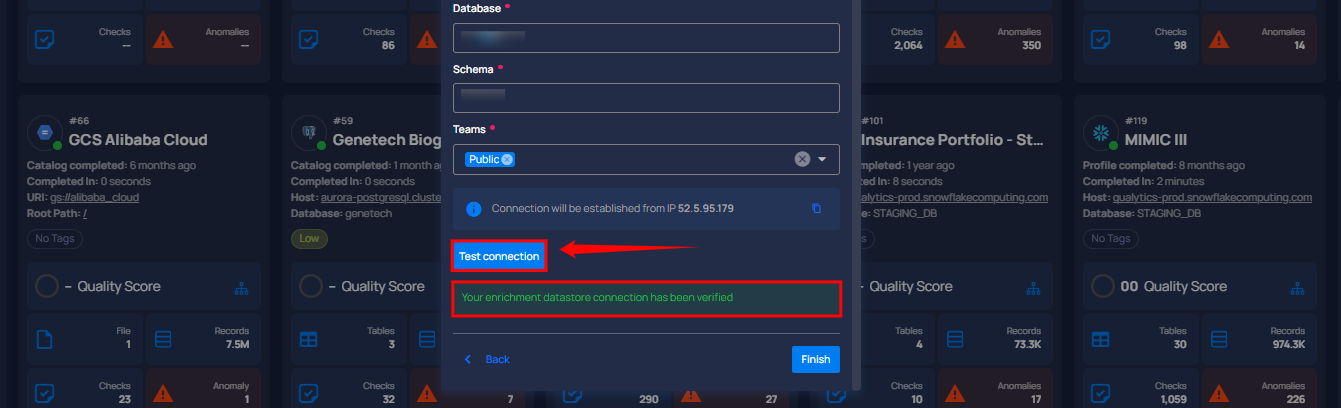 Checks
--
Anomalies
--
Checks
86
Checks
2,064
Anomalies
350
Checks
98
Anomalies
14
Database *
Schema *
Teams *
Public
Connection will be established from IP 52.5.95.179
Test connection
Your enrichment datastore connection has been verified
Back
Finish
#66
GCS Alibaba Cloud
Catalog completed: 6 months ago
Completed In: 0 seconds
URI: gs://alibaba_cloud
Root Path: /
No Tags
– Quality Score
File
1
Records
7.5M
Checks
23
Anomaly
1
#59
Genetech Biog
Catalog completed: 1 month a
Completed In: 0 seconds
Host: aurora-postgresql.cluste
Database: genetech
Low
– Quality Score
Tables
3
Checks
32
7
290
27
#101
Insurance Portfolio - St...
completed: 1 year ago
In: 8 seconds
qualytics-prod.snowflakecomputing.com
STAGING_DB
Quality Score
Tables
4
Records
73.3K
Checks
10
Anomalies
17
#119
MIMIC III
Profile completed: 8 months ago
Completed In: 2 minutes
Host: qualytics-prod.snowflakecomputing.com
Database: STAGING_DB
No Tags
00 Quality Score
Tables
30
Records
974.3K
Checks
1,059
Anomalies
226